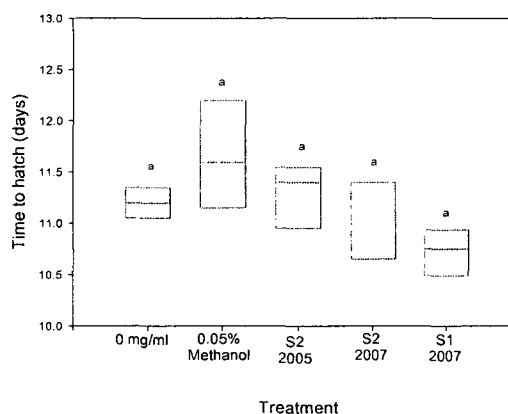 13.0
12.5
12.0
11.5
11.0
10.5
10.0
Time to hatch (days)
a
a
a
a
a
0 mg/ml
0.05%
Methanol
S2
2005
S2
2007
S1
2007
Treatment